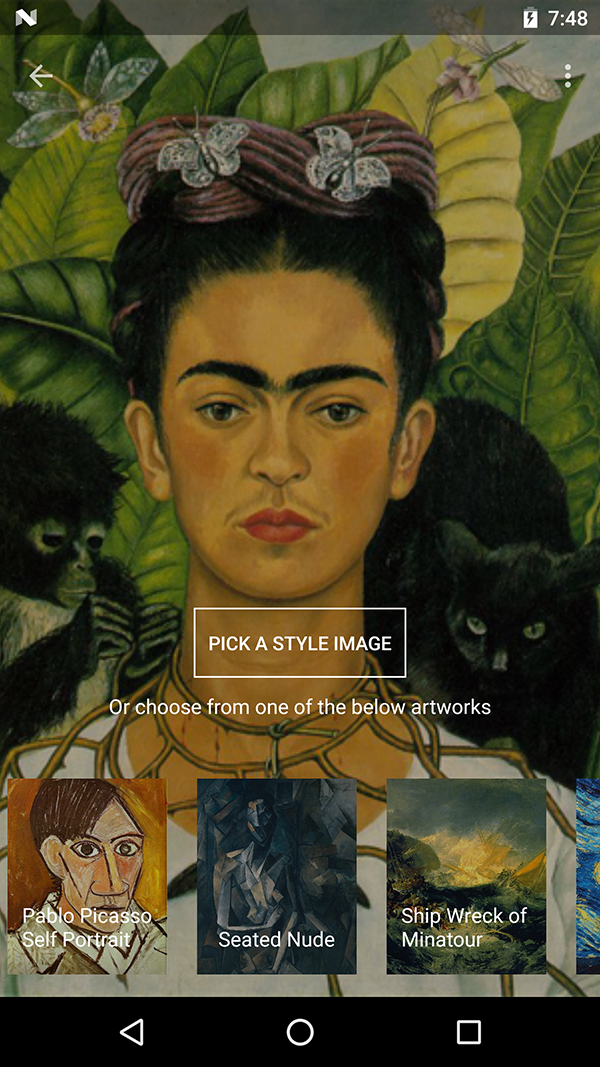 7:48
PICK A STYLE IMAGE
Or choose from one of the below artworks
Pablo Picasso
Self Portrait
Seated Nude
Ship Wreck of
Minatour